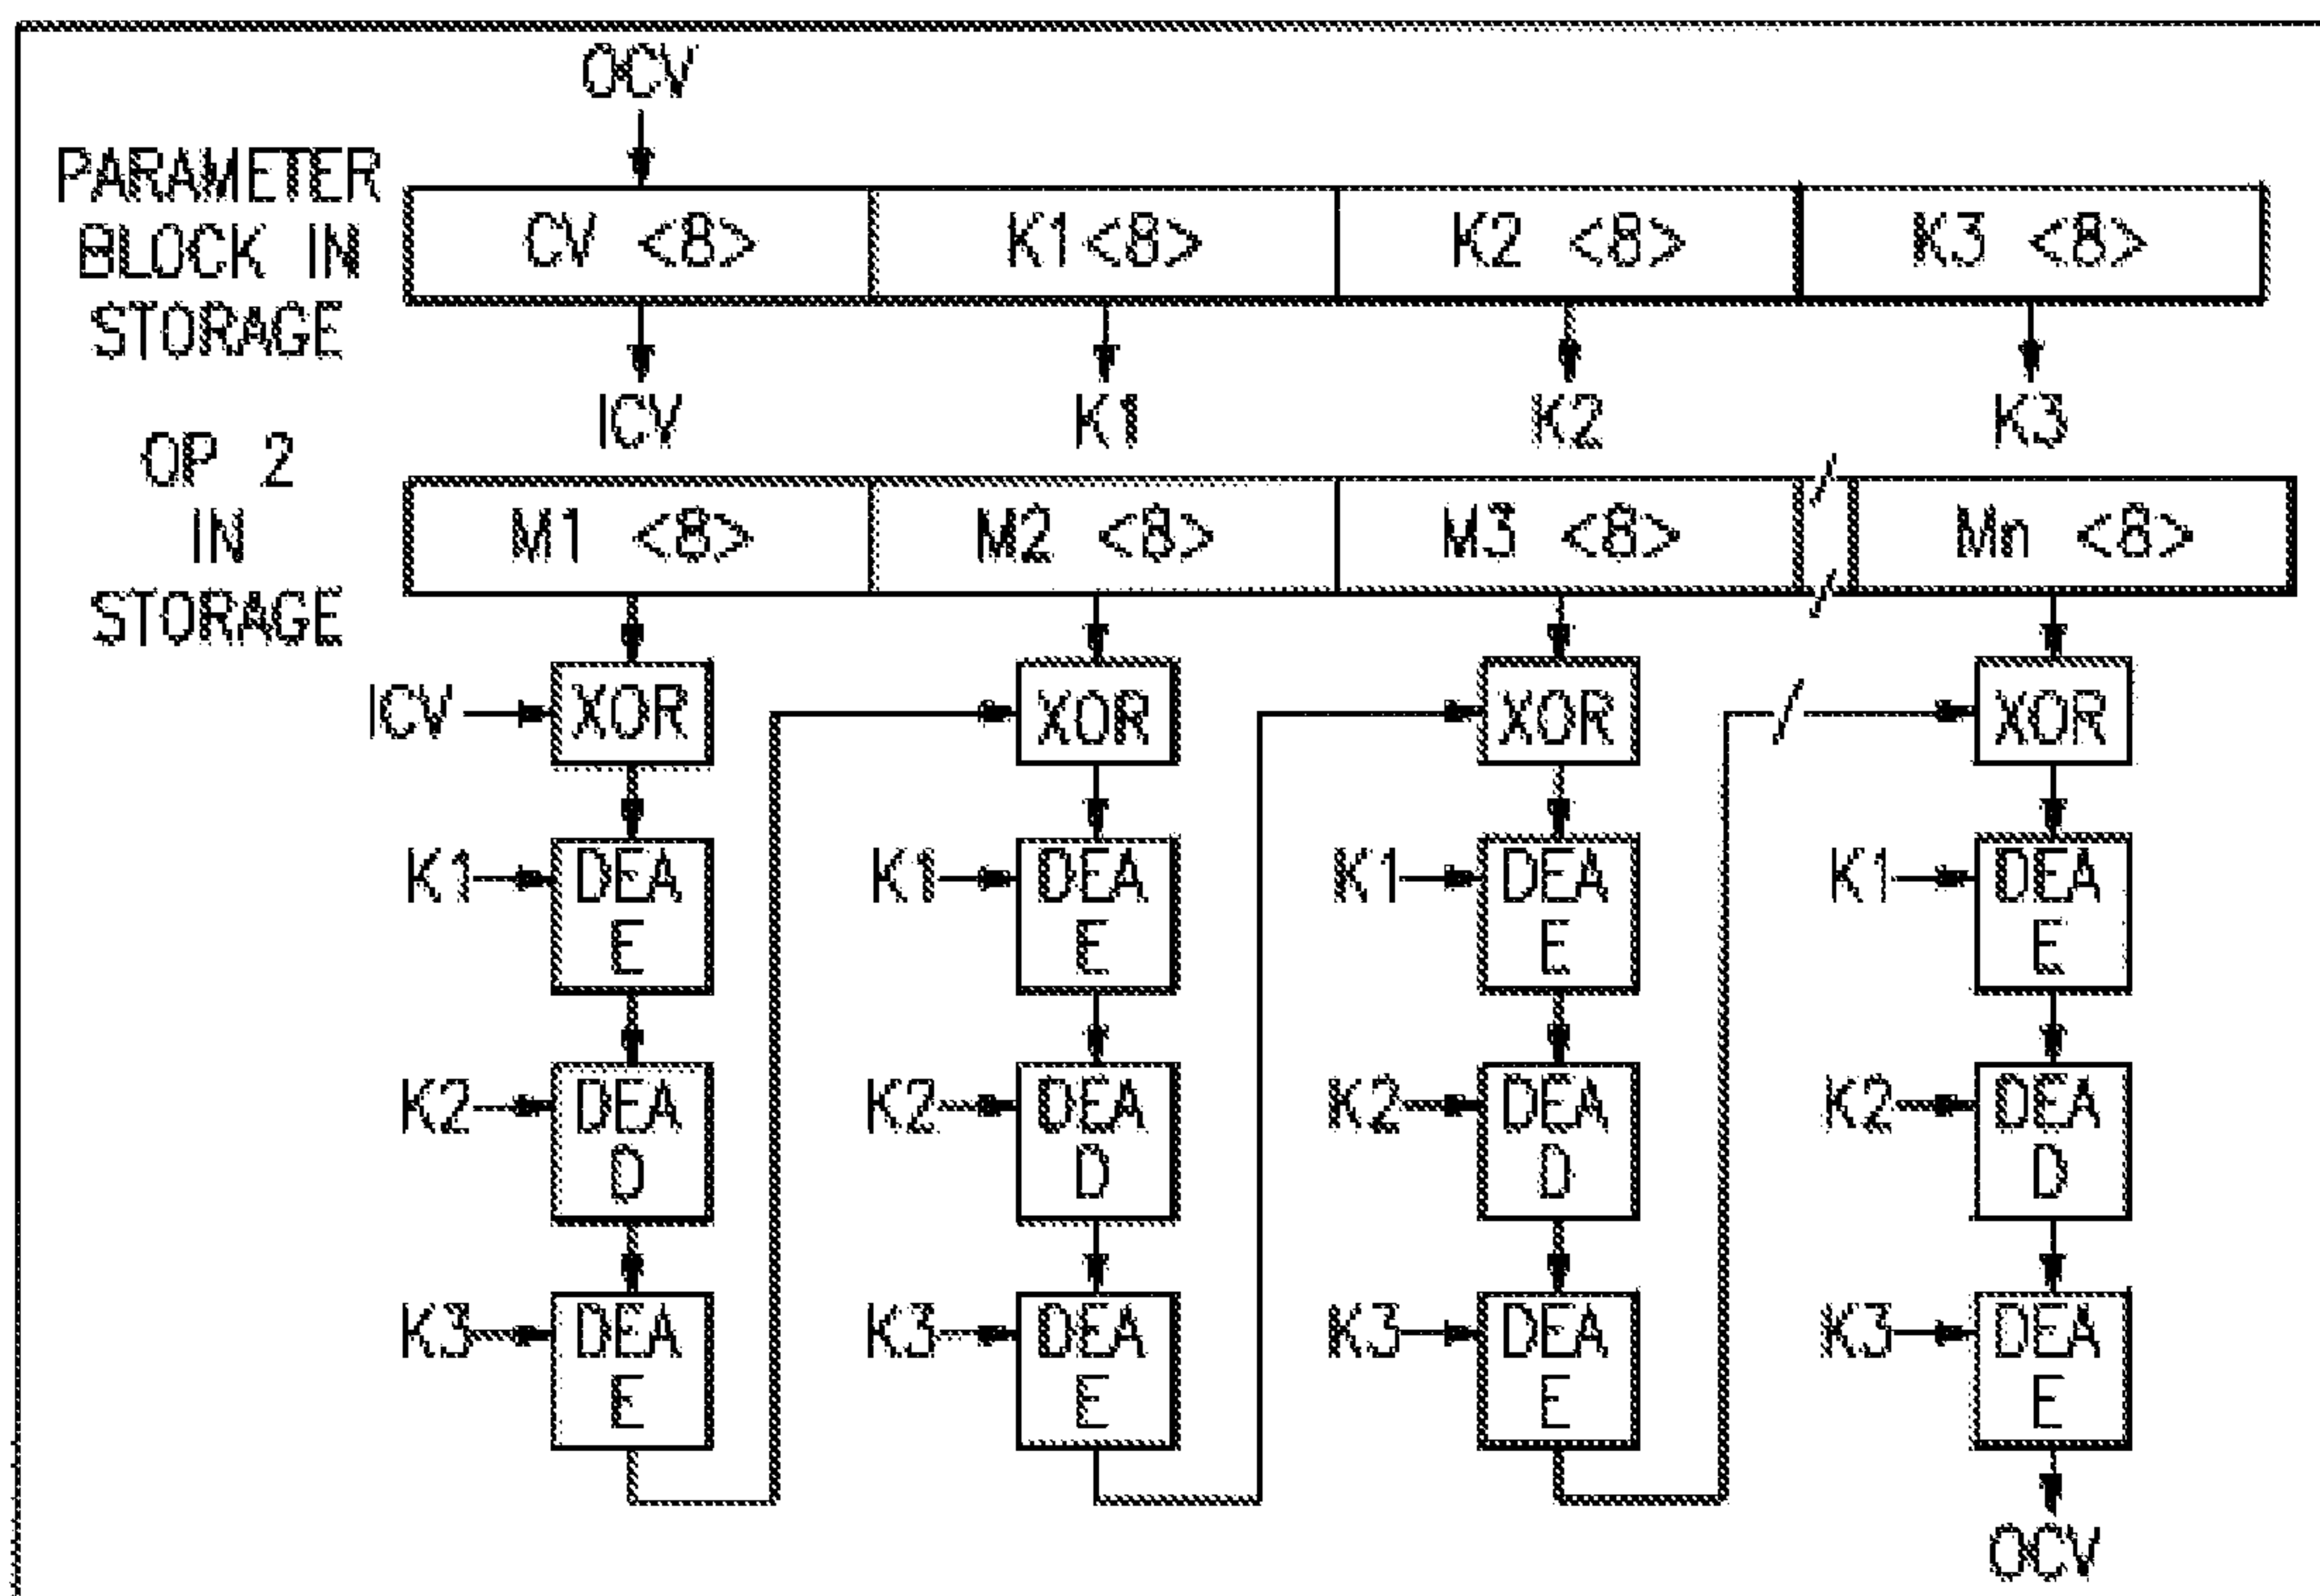 OCV
PARAMETER
BLOCK IN
STORAGE
CV <8> K1<8> K2 <8> K3 <8>
ICV K1 K2 K3
OP 2
IN
STORAGE
M1 <8> M2 <8> M3 <8> Mn <8>
ICV XOR XOR XOR XOR
K1 DEA K1 DEA K1 DEA K1 DEA
E E E E
K2 DEA K2 DEA K2 DEA K2 DEA
D D D D
K3 DEA K3 DEA K3 DEA K3 DEA
E E E E
OCV